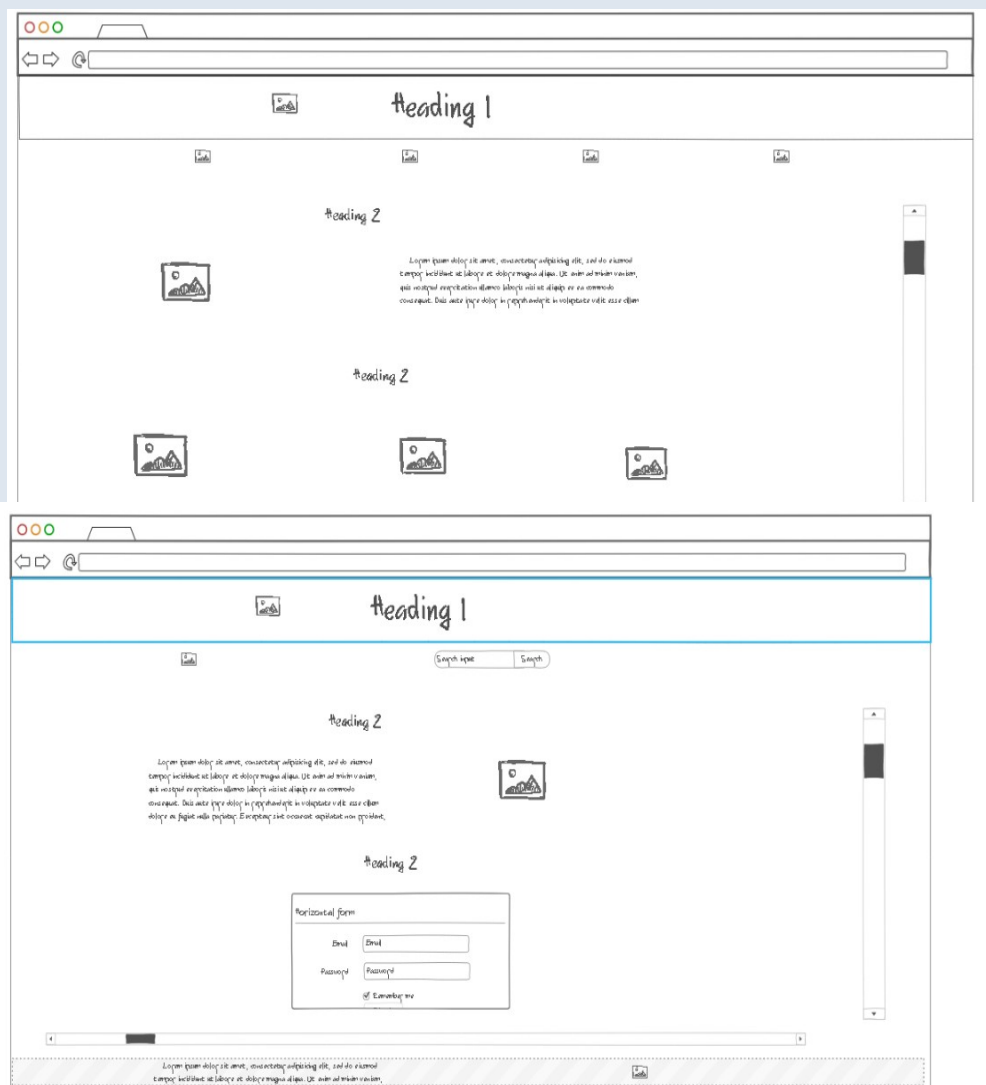 Heading 1
Heading 2
Lorem ipsum dolor sit amet, consectetur adipisicing elit, sed do eiusmod
tempor incididunt ut labore et dolore magna aliqua. Ut enim ad minim veniam,
quis nostrud exercitation ullamco laboris nisi ut aliquip ex ea commodo
consequat. Duis aute irure dolor in reprehenderit in voluptate velit esse cillum
Heading 2
Heading 1
Search input
Search
Heading 2
Lorem ipsum dolor sit amet, consectetur adipisicing elit, sed do eiusmod
tempor incididunt ut labore et dolore magna aliqua. Ut enim ad minim veniam,
quis nostrud exercitation ullamco laboris nisi ut aliquip ex ea commodo
consequat. Duis aute irure dolor in reprehenderit in voluptate velit esse cillum
dolore eu fugiat nulla pariatur. Excepteur sint occaecat cupidatat non proident,
Heading 2
Horizontal form
Email Email
Password Password
Remember me
Lorem ipsum dolor sit amet, consectetur adipisicing elit, sed do eiusmod
tempor incididunt ut labore et dolore magna aliqua. Ut enim ad minim veniam,